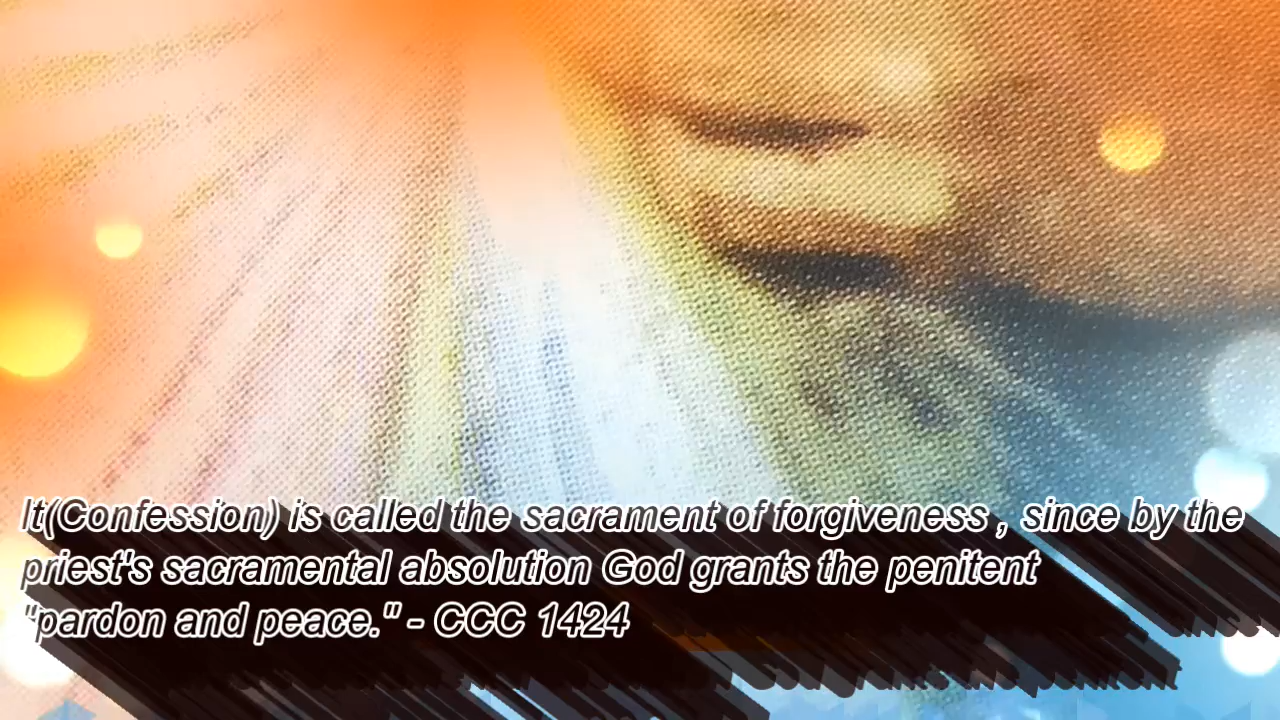 It(Confession) is called the sacrament of forgiveness , since by the
priest's sacramental absolution God grants the penitent
"pardon and peace." - CCC 1424